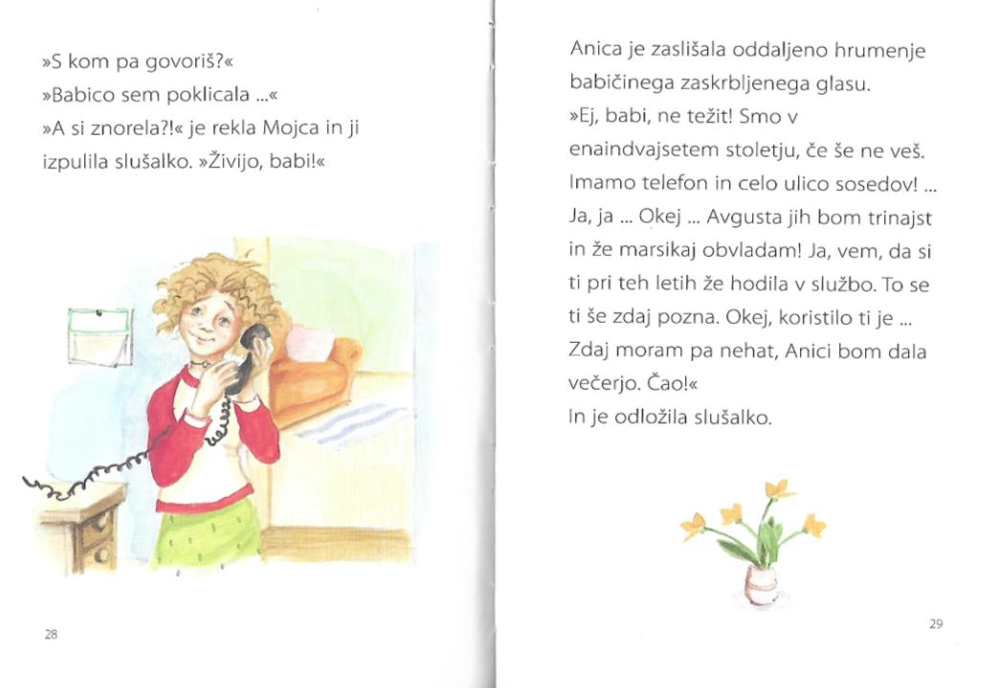 »S kom pa govoriš?«
»Babico sem poklicala ...«
»A si znorela?!« je rekla Mojca in ji
izpulila slušalko. »Živijo, babi!«
28
Anica je zaslišala oddaljeno hrumenje
babičinega zaskrbljenega glasu.
»Ej, babi, ne težit! Smo v
enaindvajsetem stoletju, če še ne veš.
Imamo telefon in celo ulico sosedov! ...
Ja, ja ... Okej ... Avgusta jih bom trinajst
in že marsikaj obvladam! Ja, vem, da si
ti pri teh letih že hodila v službo. To se
ti še zdaj pozna. Okej, koristilo ti je ...
Zdaj moram pa nehat, Anici bom dala
večerjo. Čao!«
In je odložila slušalko.
29